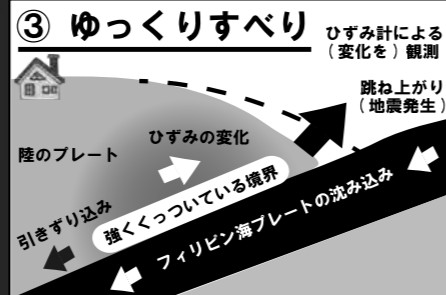 ③ ゆっくりすべり
ひずみ計による
(変化を)観測
跳ね上がり
(地震発生)
ひずみの変化
陸のプレート
強くくっついている境界
引きずり込み
フィリピン海プレートの沈み込み